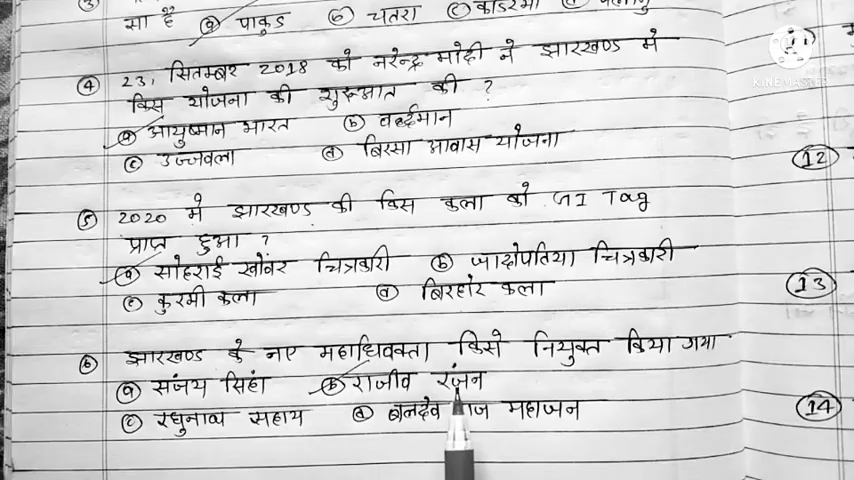 सा है (a) पाकुड़ (b) चतरा (c) कोडरमा (d)
(4) 23, सितम्बर 2018 को नरेन्द्र मोदी ने झारखण्ड में
किस योजना की शुरूआत की ?
(a) आयुष्मान भारत (b) वर्द्धमान
(c) उज्जवला (d) बिरसा आवास योजना
(5) 2020 में झारखण्ड की किस कला को GI Tag
प्राप्त हुआ ?
(a) सोहराई खोवर चित्रकारी (b) जादोपतिया चित्रकारी
(c) कुरमी कला (d) बिरहोर कला
(6) झारखण्ड के नए महाधिवक्ता किसे नियुक्त किया गया
(a) संजय सिंहा (b) राजीव रंजन
(c) रघुनाथ सहाय (d) बलदेव राज महाजन
12
13
14
KINEMASTER